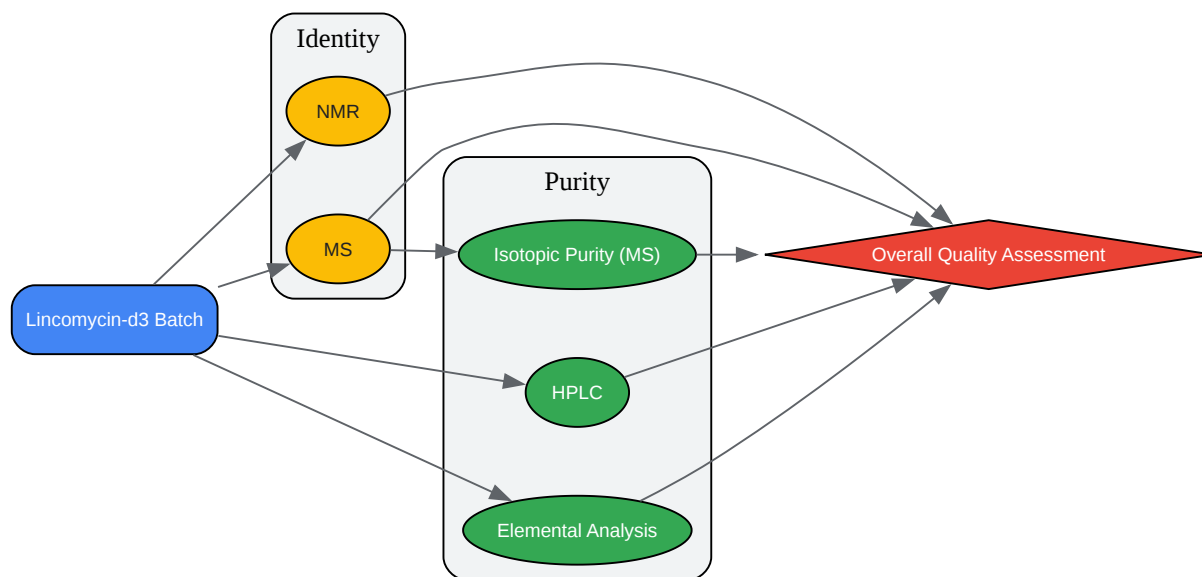 Identity
NMR
MS
Lincomycin-d3 Batch
Purity
Isotopic Purity (MS)
HPLC
Elemental Analysis
Overall Quality Assessment